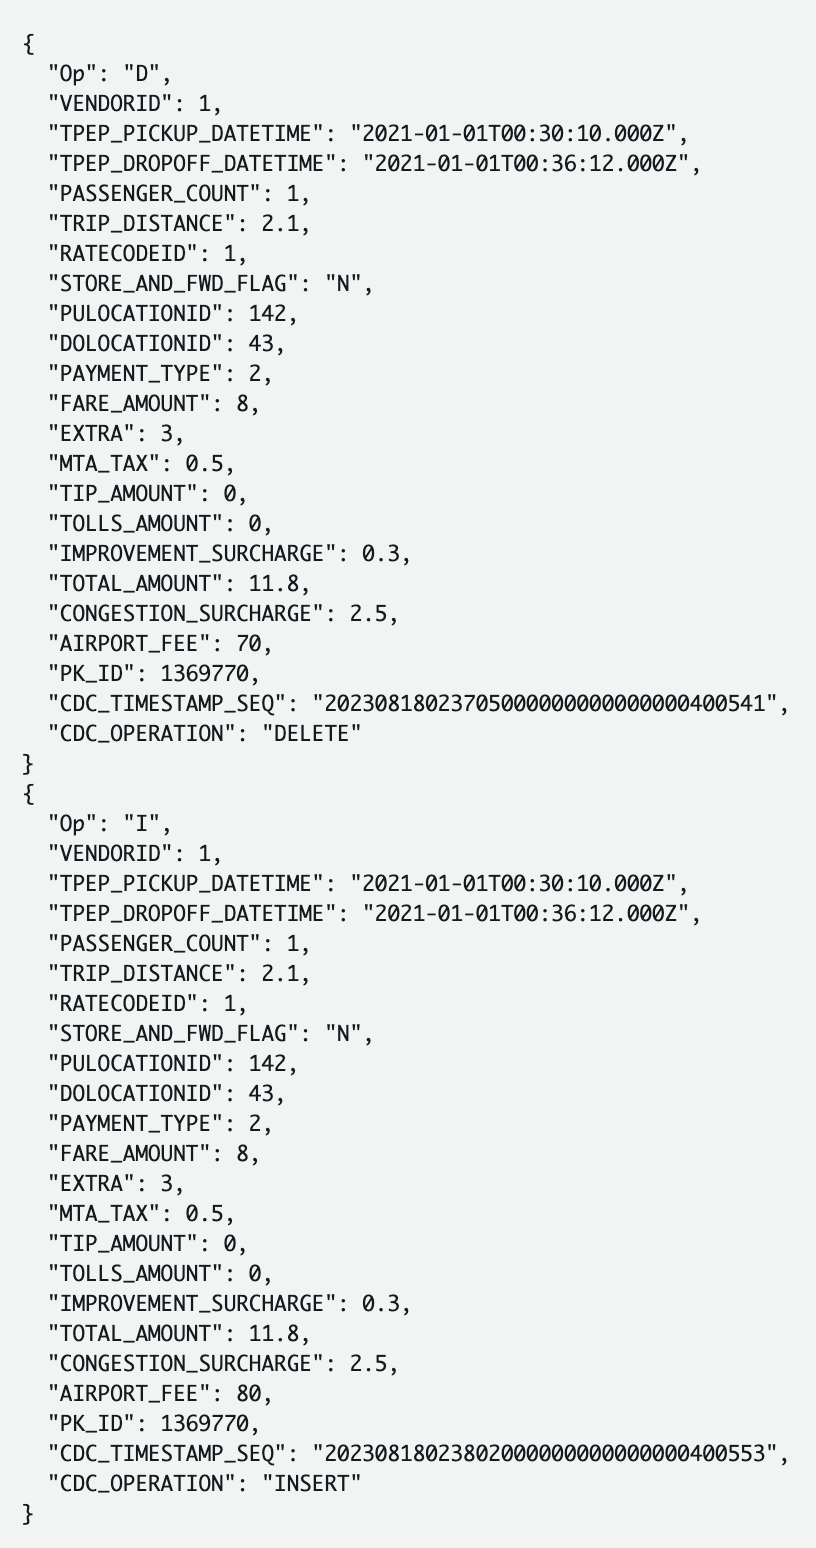 {
  "Op": "D",
  "VENDORID": 1,
  "TPEP_PICKUP_DATETIME": "2021-01-01T00:30:10.000Z",
  "TPEP_DROPOFF_DATETIME": "2021-01-01T00:36:12.000Z",
  "PASSENGER_COUNT": 1,
  "TRIP_DISTANCE": 2.1,
  "RATECODEID": 1,
  "STORE_AND_FWD_FLAG": "N",
  "PULOCATIONID": 142,
  "DOLOCATIONID": 43,
  "PAYMENT_TYPE": 2,
  "FARE_AMOUNT": 8,
  "EXTRA": 3,
  "MTA_TAX": 0.5,
  "TIP_AMOUNT": 0,
  "TOLLS_AMOUNT": 0,
  "IMPROVEMENT_SURCHARGE": 0.3,
  "TOTAL_AMOUNT": 11.8,
  "CONGESTION_SURCHARGE": 2.5,
  "AIRPORT_FEE": 70,
  "PK_ID": 1369770,
  "CDC_TIMESTAMP_SEQ": "20230818023705000000000000000400541",
  "CDC_OPERATION": "DELETE"
}
{
  "Op": "I",
  "VENDORID": 1,
  "TPEP_PICKUP_DATETIME": "2021-01-01T00:30:10.000Z",
  "TPEP_DROPOFF_DATETIME": "2021-01-01T00:36:12.000Z",
  "PASSENGER_COUNT": 1,
  "TRIP_DISTANCE": 2.1,
  "RATECODEID": 1,
  "STORE_AND_FWD_FLAG": "N",
  "PULOCATIONID": 142,
  "DOLOCATIONID": 43,
  "PAYMENT_TYPE": 2,
  "FARE_AMOUNT": 8,
  "EXTRA": 3,
  "MTA_TAX": 0.5,
  "TIP_AMOUNT": 0,
  "TOLLS_AMOUNT": 0,
  "IMPROVEMENT_SURCHARGE": 0.3,
  "TOTAL_AMOUNT": 11.8,
  "CONGESTION_SURCHARGE": 2.5,
  "AIRPORT_FEE": 80,
  "PK_ID": 1369770,
  "CDC_TIMESTAMP_SEQ": "20230818023802000000000000000400553",
  "CDC_OPERATION": "INSERT"
}